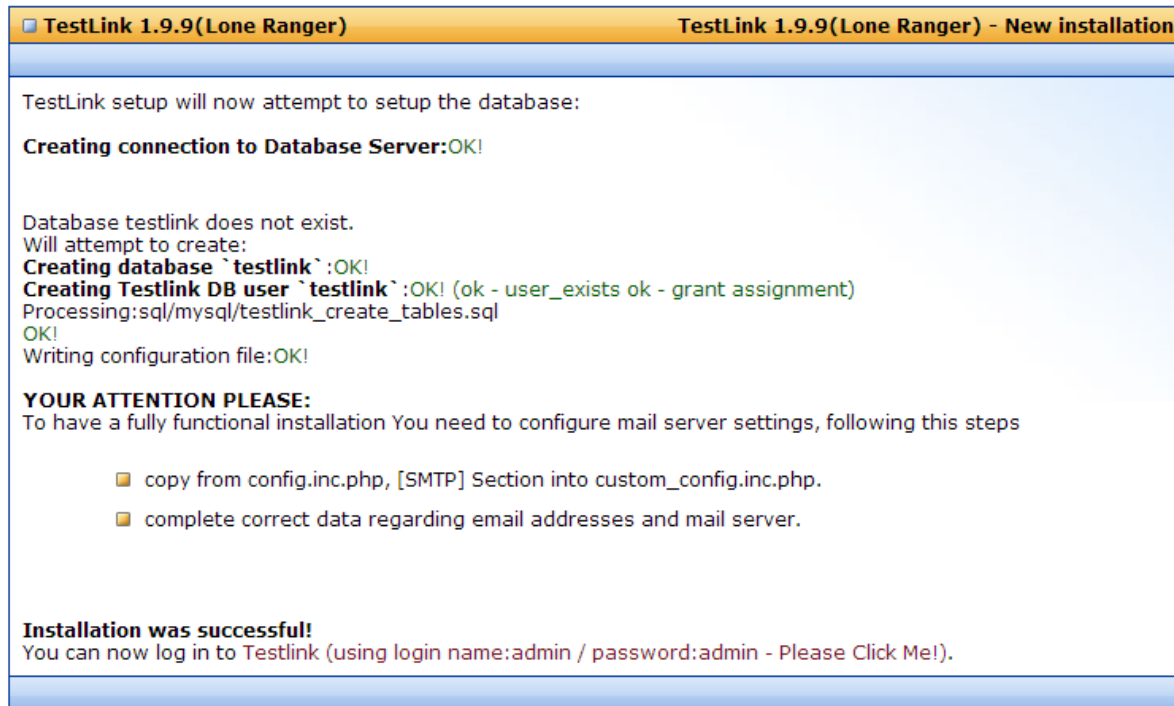 TestLink 1.9.9(Lone Ranger) TestLink 1.9.9(Lone Ranger) - New installation
TestLink setup will now attempt to setup the database:
Creating connection to Database Server:OK!
Database testlink does not exist.
Will attempt to create:
Creating database `testlink`:OK!
Creating Testlink DB user `testlink`:OK! (ok - user_exists ok - grant assignment)
Processing:sql/mysql/testlink_create_tables.sql
OK!
Writing configuration file:OK!
YOUR ATTENTION PLEASE:
To have a fully functional installation You need to configure mail server settings, following this steps
copy from config.inc.php, [SMTP] Section into custom_config.inc.php.
complete correct data regarding email addresses and mail server.
Installation was successful!
You can now log in to Testlink (using login name:admin / password:admin - Please Click Me!).